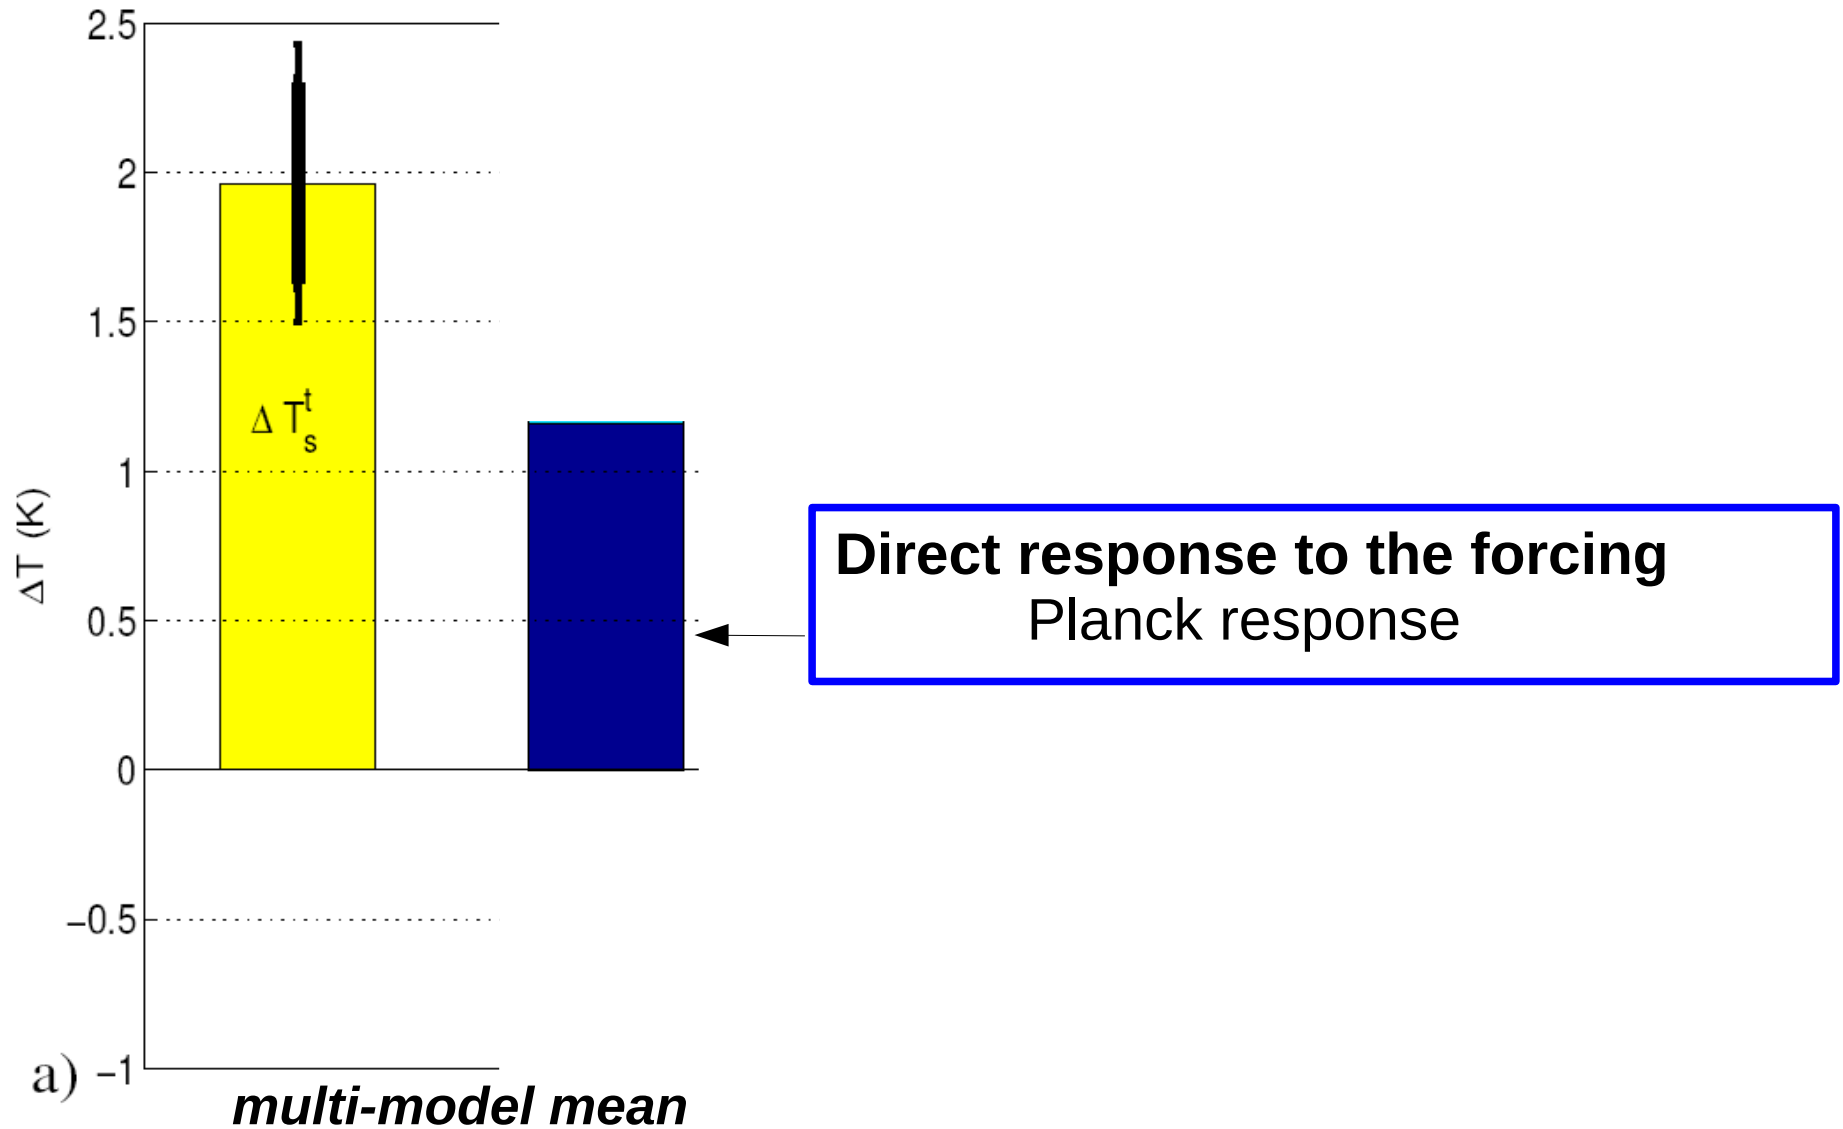 2.5
2
1.5
Δ Tₛᵗ
1
ΔT (K)
0.5
0
−0.5
−1
a)
Direct response to the forcing
Planck response
multi-model mean